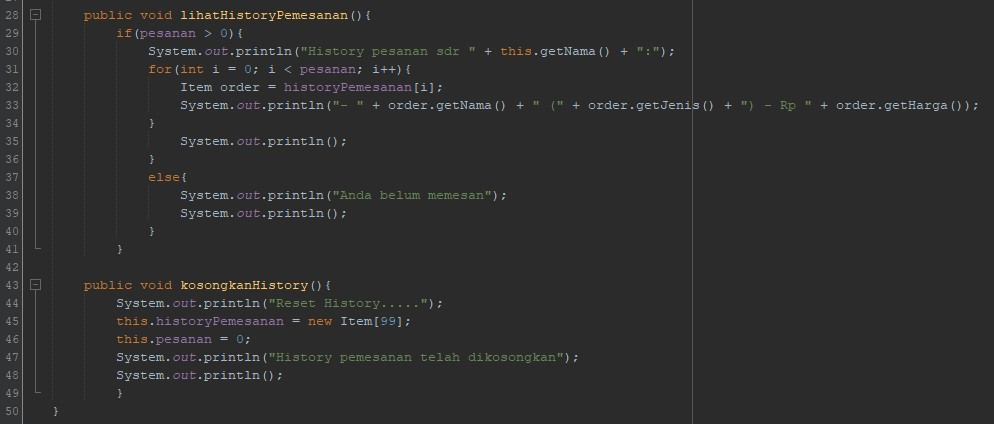 28 public void lihatHistoryPemesanan(){
29 if(pesanan > 0){
30 System.out.println("History pesanan sdr " + this.getNama() + ":");
31 for(int i = 0; i < pesanan; i++){
32 Item order = historyPemesanan[i];
33 System.out.println("- " + order.getNama() + " (" + order.getJenis() + ") - Rp " + order.getHarga());
34 }
35 System.out.println();
36 }
37 else{
38 System.out.println("Anda belum memesan");
39 System.out.println();
40 }
41 }
42
43 public void kosongkanHistory(){
44 System.out.println("Reset History.....");
45 this.historyPemesanan = new Item[99];
46 this.pesanan = 0;
47 System.out.println("History pemesanan telah dikosongkan");
48 System.out.println();
49 }
50 }